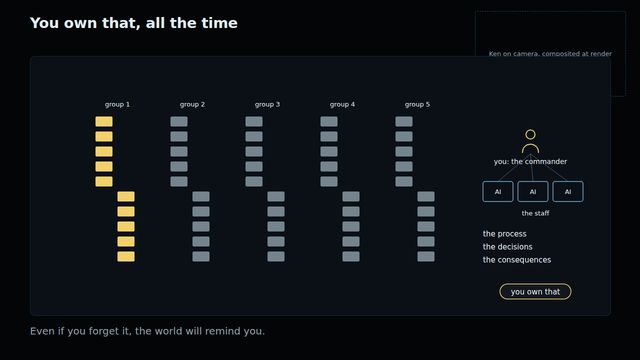 You own that, all the time
Ken on camera, composited at render
group 1
group 2
group 3
group 4
group 5
you: the commander
AI
AI
AI
the staff
the process
the decisions
the consequences
you own that
Even if you forget it, the world will remind you.